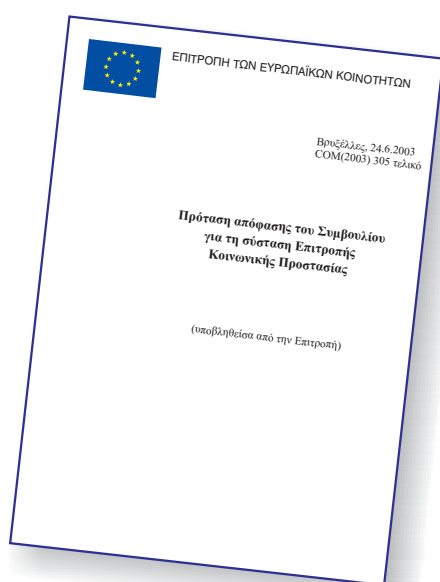 ΕΠΙΤΡΟΠΗ ΤΩΝ ΕΥΡΩΠΑΪΚΩΝ ΚΟΙΝΟΤΗΤΩΝ
Βρυξέλλες, 24.6.2003
COM(2003) 305 τελικό
Πρόταση απόφασης του Συμβουλίου
για τη σύσταση Επιτροπής
Κοινωνικής Προστασίας
(υποβληθείσα από την Επιτροπή)